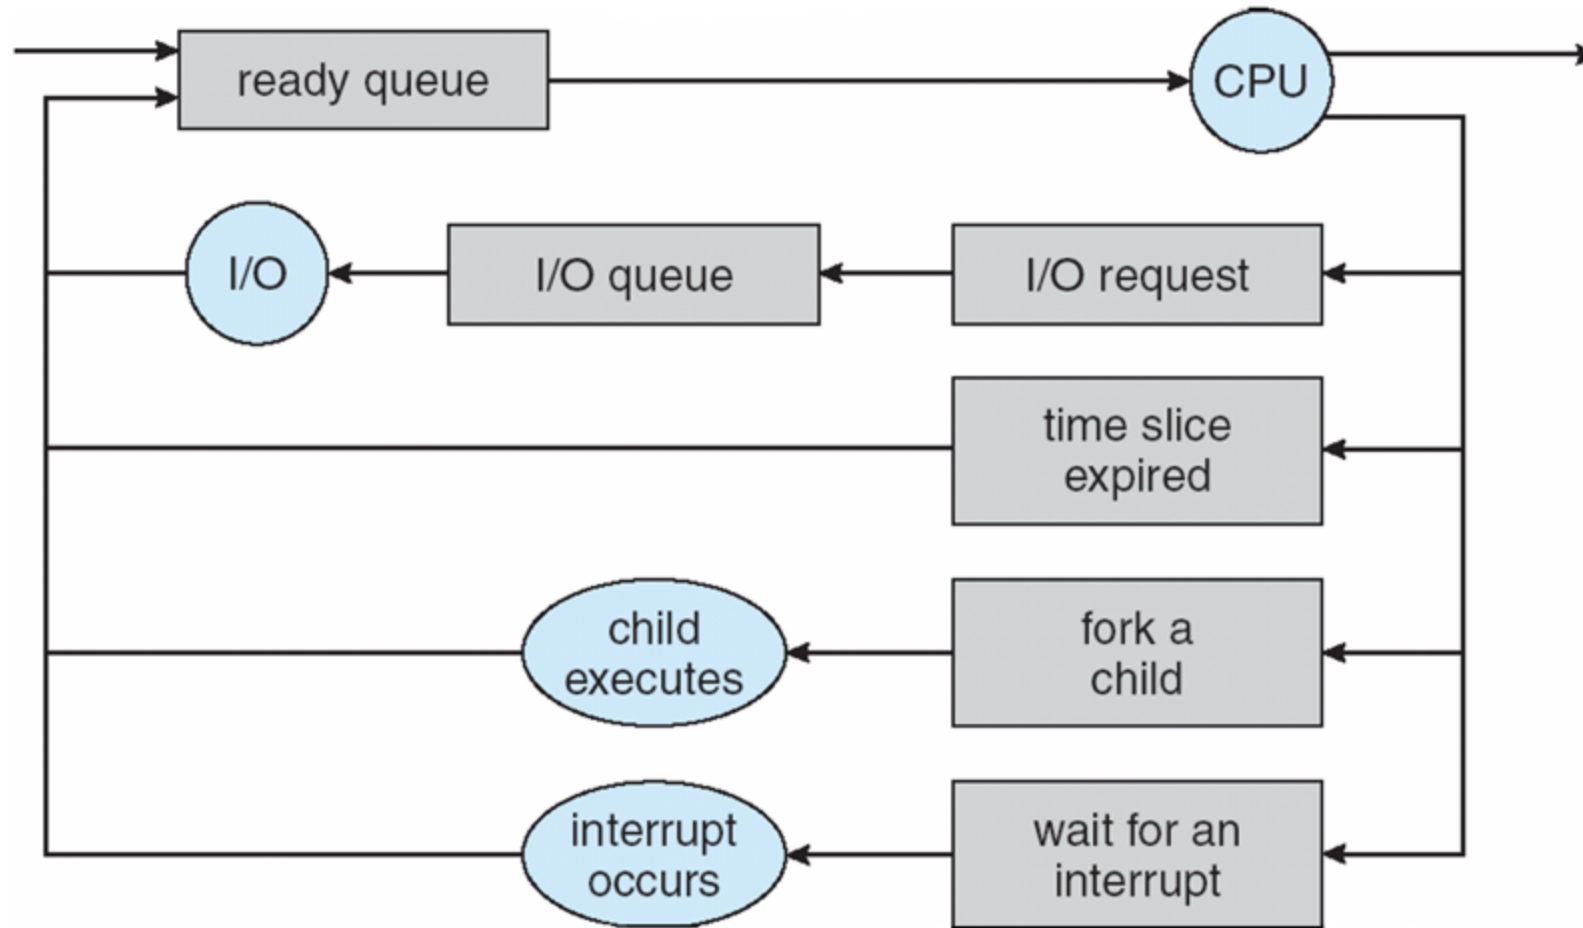 ready queue
CPU
I/O
I/O queue
I/O request
time slice
expired
child
executes
fork a
child
interrupt
occurs
wait for an
interrupt